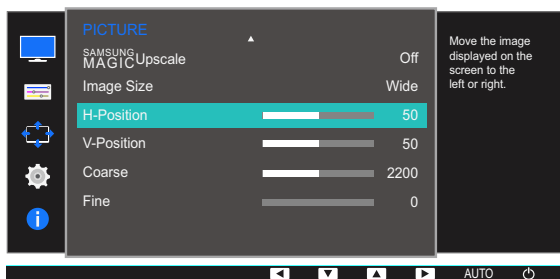 PICTURE
SAMSUNG
MAGIC Upscale Off
Image Size Wide
H-Position 50
V-Position 50
Coarse 2200
Fine 0
Move the image
displayed on the
screen to the
left or right.
AUTO